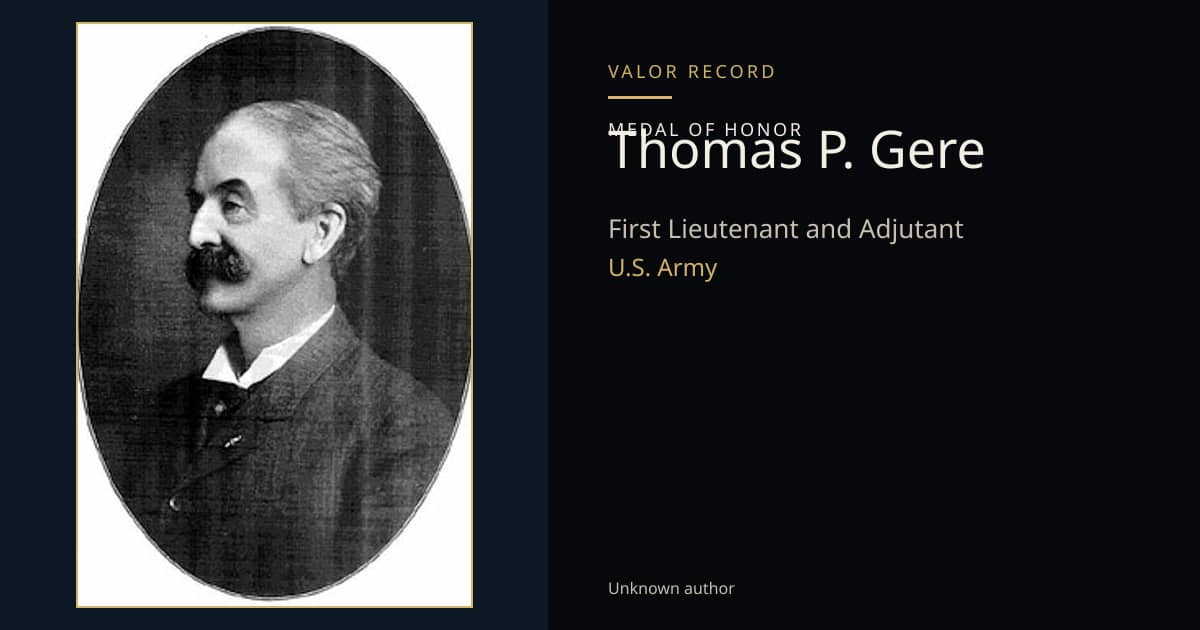 VALOR RECORD
MEDAL OF HONOR
Thomas P. Gere
First Lieutenant and Adjutant
U.S. Army
Unknown author